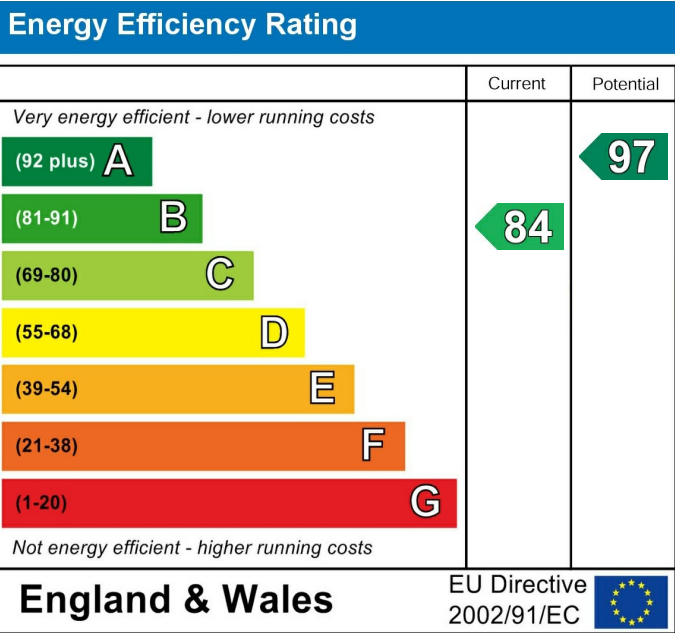 Energy Efficiency Rating
Current Potential
Very energy efficient - lower running costs
(92 plus) A
97
(81-91) B
84
(69-80) C
(55-68) D
(39-54) E
(21-38) F
(1-20) G
Not energy efficient - higher running costs
England & Wales
EU Directive
2002/91/EC